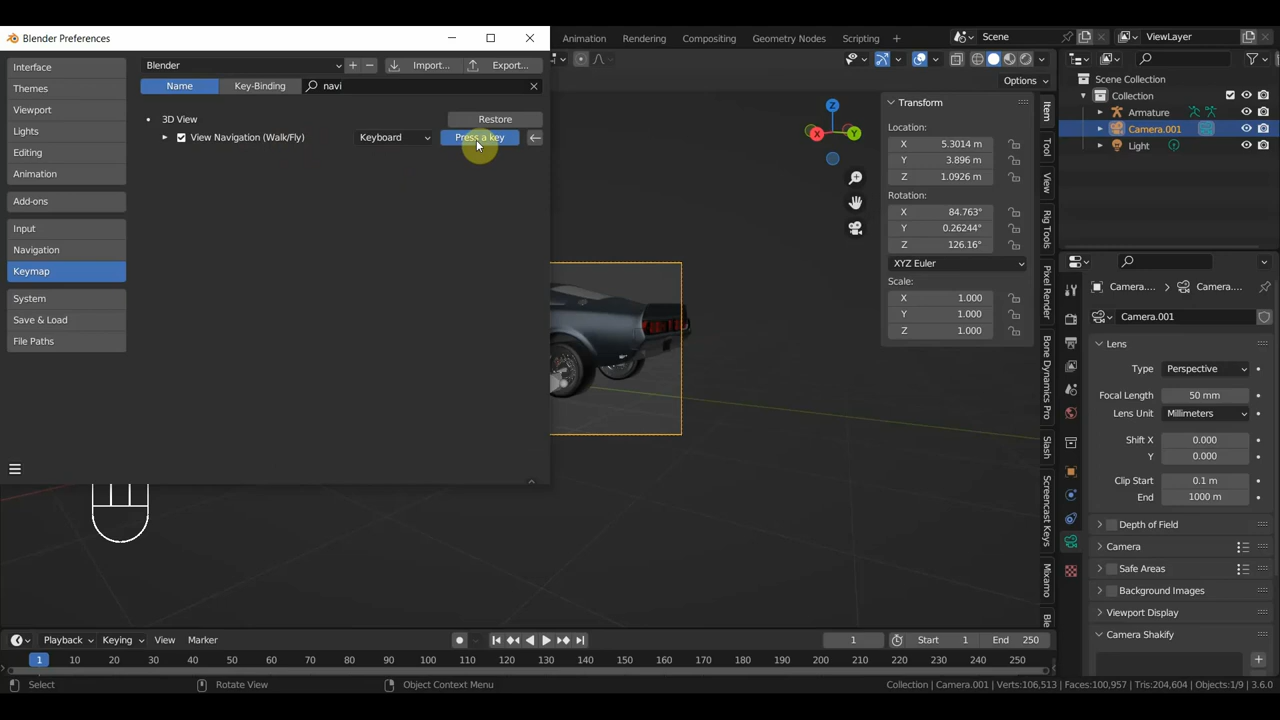 Blender Preferences
Interface
Themes
Viewport
Lights
Editing
Animation
Add-ons
Input
Navigation
Keymap
System
Save & Load
File Paths
Blender
Import...
Export...
Name
Key-Binding
navi
3D View
Restore
View Navigation (Walk/Fly)
Keyboard
Press a key
Animation
Rendering
Compositing
Geometry Nodes
Scripting
Scene
ViewLayer
Options
X
Y
Z
Transform
Location:
X 5.3014 m
Y 3.896 m
Z 1.0926 m
Rotation:
X 84.763°
Y 0.26244°
Z 126.16°
XYZ Euler
Scale:
X 1.000
Y 1.000
Z 1.000
Item
Tool
View
Rig Tools
Pixel Render
Bone Dynamics Pro
Slash
Screencast Keys
Mixamo
Ble
Scene Collection
Collection
Armature
Camera.001
Light
Camera....
Camera....
Camera.001
Lens
Type Perspective
Focal Length 50 mm
Lens Unit Millimeters
Shift X 0.000
Y 0.000
Clip Start 0.1 m
End 1000 m
Depth of Field
Camera
Safe Areas
Background Images
Viewport Display
Camera Shakify
Playback
Keying
View
Marker
1
Start 1
End 250
1 10 20 30 40 50 60 70 80 90 100 110 120 130 140 150 160 170 180 190 200 210 220 230 240 250
Select
Rotate View
Object Context Menu
Collection | Camera.001 | Verts:106,513 | Faces:100,957 | Tris:204,604 | Objects:1/9 | 3.6.0